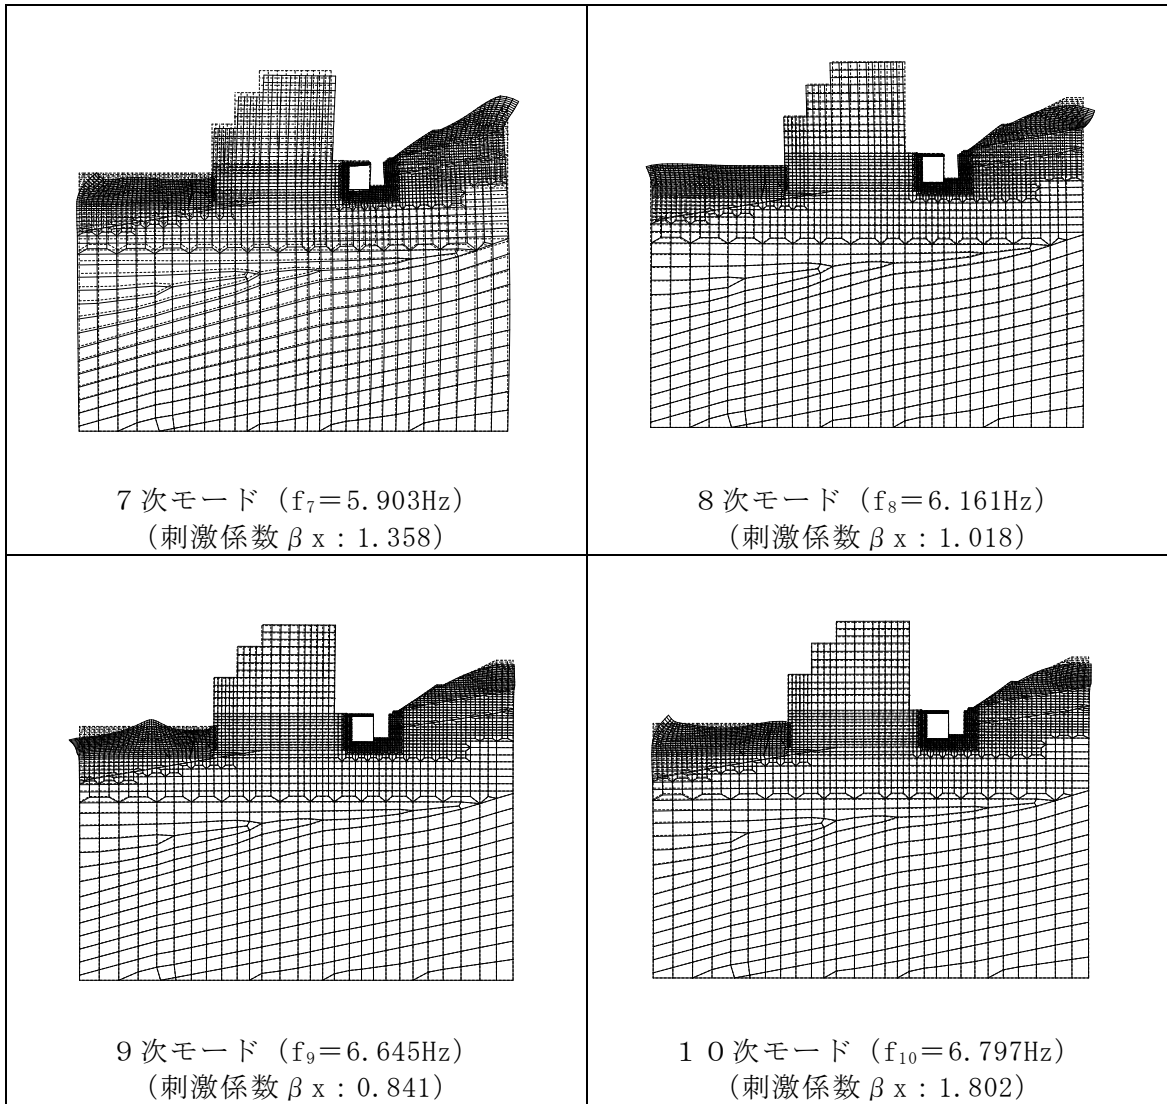 ７次モード（f₇＝5.903Hz）
（刺激係数βx：1.358）
８次モード（f₈＝6.161Hz）
（刺激係数βx：1.018）
９次モード（f₉＝6.645Hz）
（刺激係数βx：0.841）
１０次モード（f₁₀＝6.797Hz）
（刺激係数βx：1.802）